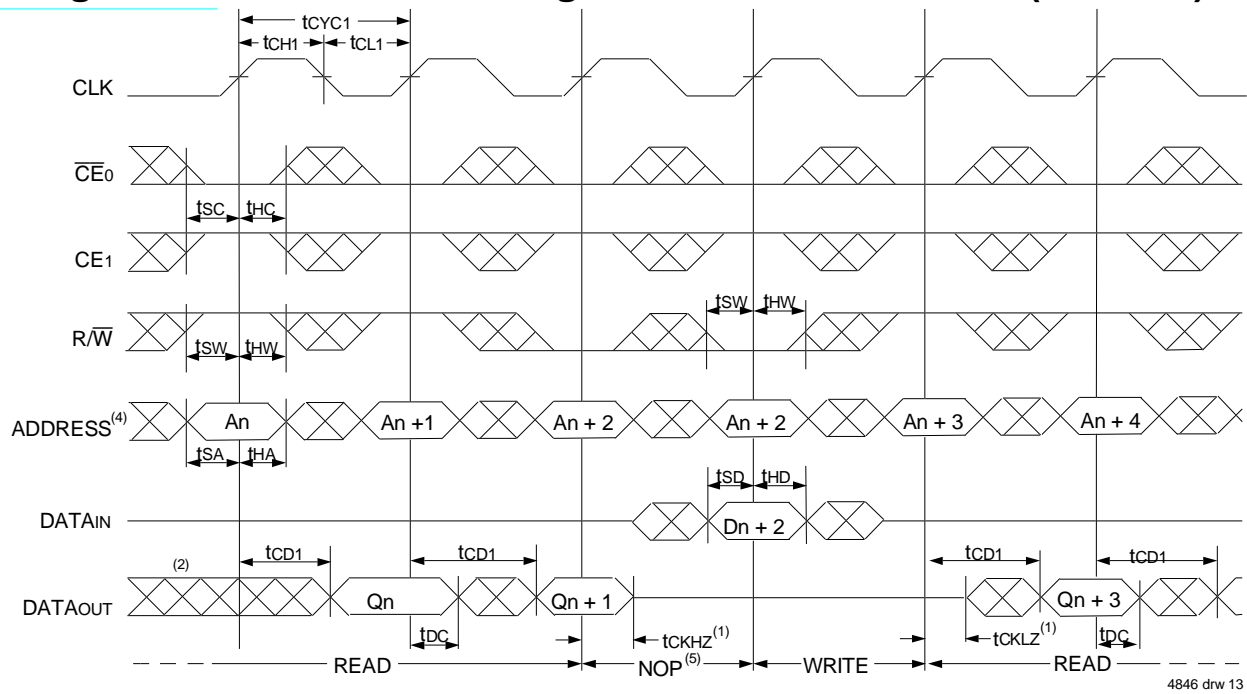 tCYC1
tCH1 tCL1
CLK
CE0
tSC tHC
CE1
tSW tHW
R/W
tSW tHW
ADDRESS(4) An An +1 An + 2 An + 2 An + 3 An + 4
tSA tHA
tSD tHD
DATAIN Dn + 2
tCD1 tCD1 tCD1 tCD1
(2)
DATAOUT Qn Qn + 1 Qn + 3
tDC tCKHZ(1) tCKLZ(1) tDC
READ NOP(5) WRITE READ
4846 drw 13